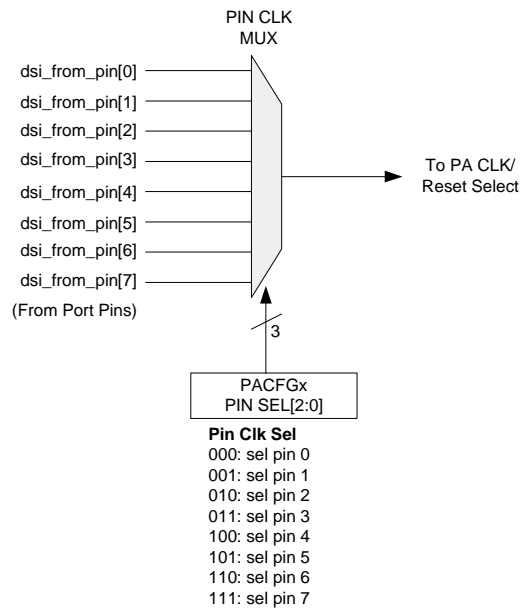 PIN CLK
MUX
dsi_from_pin[0]
dsi_from_pin[1]
dsi_from_pin[2]
dsi_from_pin[3]
dsi_from_pin[4]
dsi_from_pin[5]
dsi_from_pin[6]
dsi_from_pin[7]
(From Port Pins)
To PA CLK/
Reset Select
3
PACFGx
PIN SEL[2:0]
Pin Clk Sel
000: sel pin 0
001: sel pin 1
010: sel pin 2
011: sel pin 3
100: sel pin 4
101: sel pin 5
110: sel pin 6
111: sel pin 7